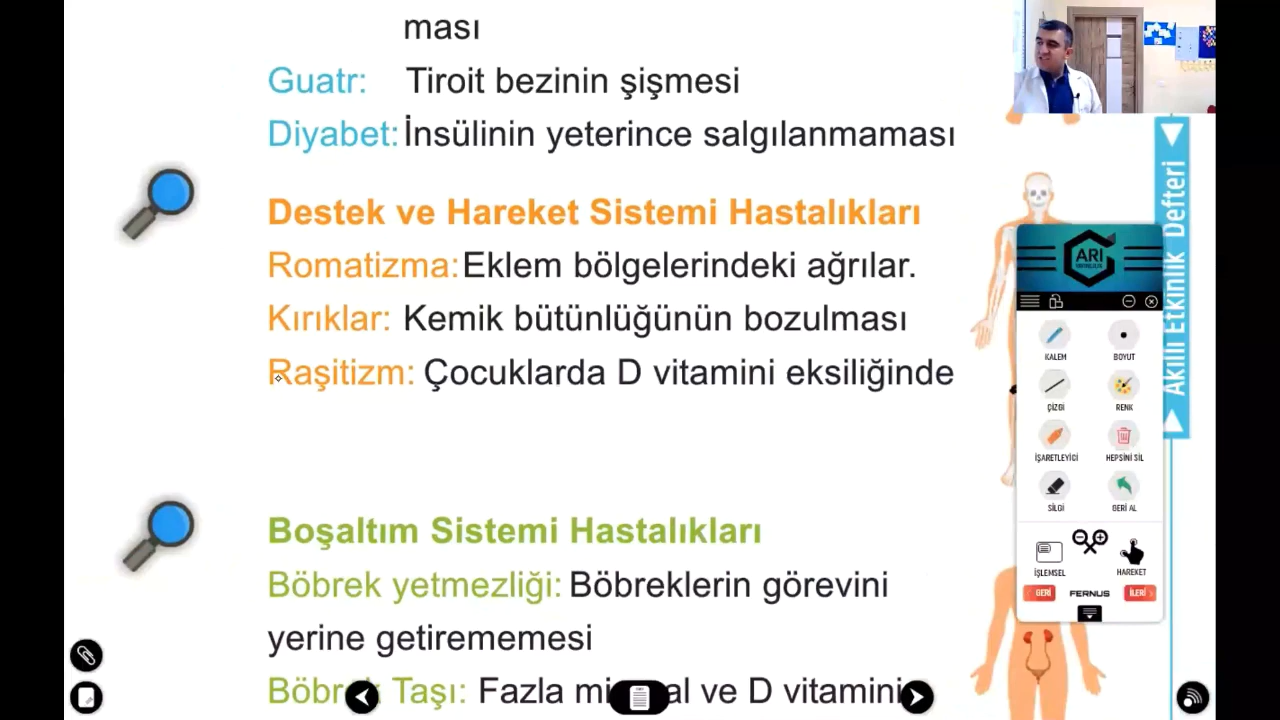 ması
Guatr: Tiroit bezinin şişmesi
Diyabet: İnsülinin yeterince salgılanmaması
Destek ve Hareket Sistemi Hastalıkları
Romatizma: Eklem bölgelerindeki ağrılar.
Kırıklar: Kemik bütünlüğünün bozulması
Raşitizm: Çocuklarda D vitamini eksiliğinde
Boşaltım Sistemi Hastalıkları
Böbrek yetmezliği: Böbreklerin görevini
yerine getirememesi
Taşı: Fazla ve D vitamini
Akıllı Etkinlik Defteri
ARI
KALEM
BOYUT
ÇİZGİ
RENK
İŞARETLEYİCİ
HEPSİNİ SİL
SİLGİ
GERİ AL
İŞLEMSEL
HAREKET
GERİ
FERNUS
İLERİ